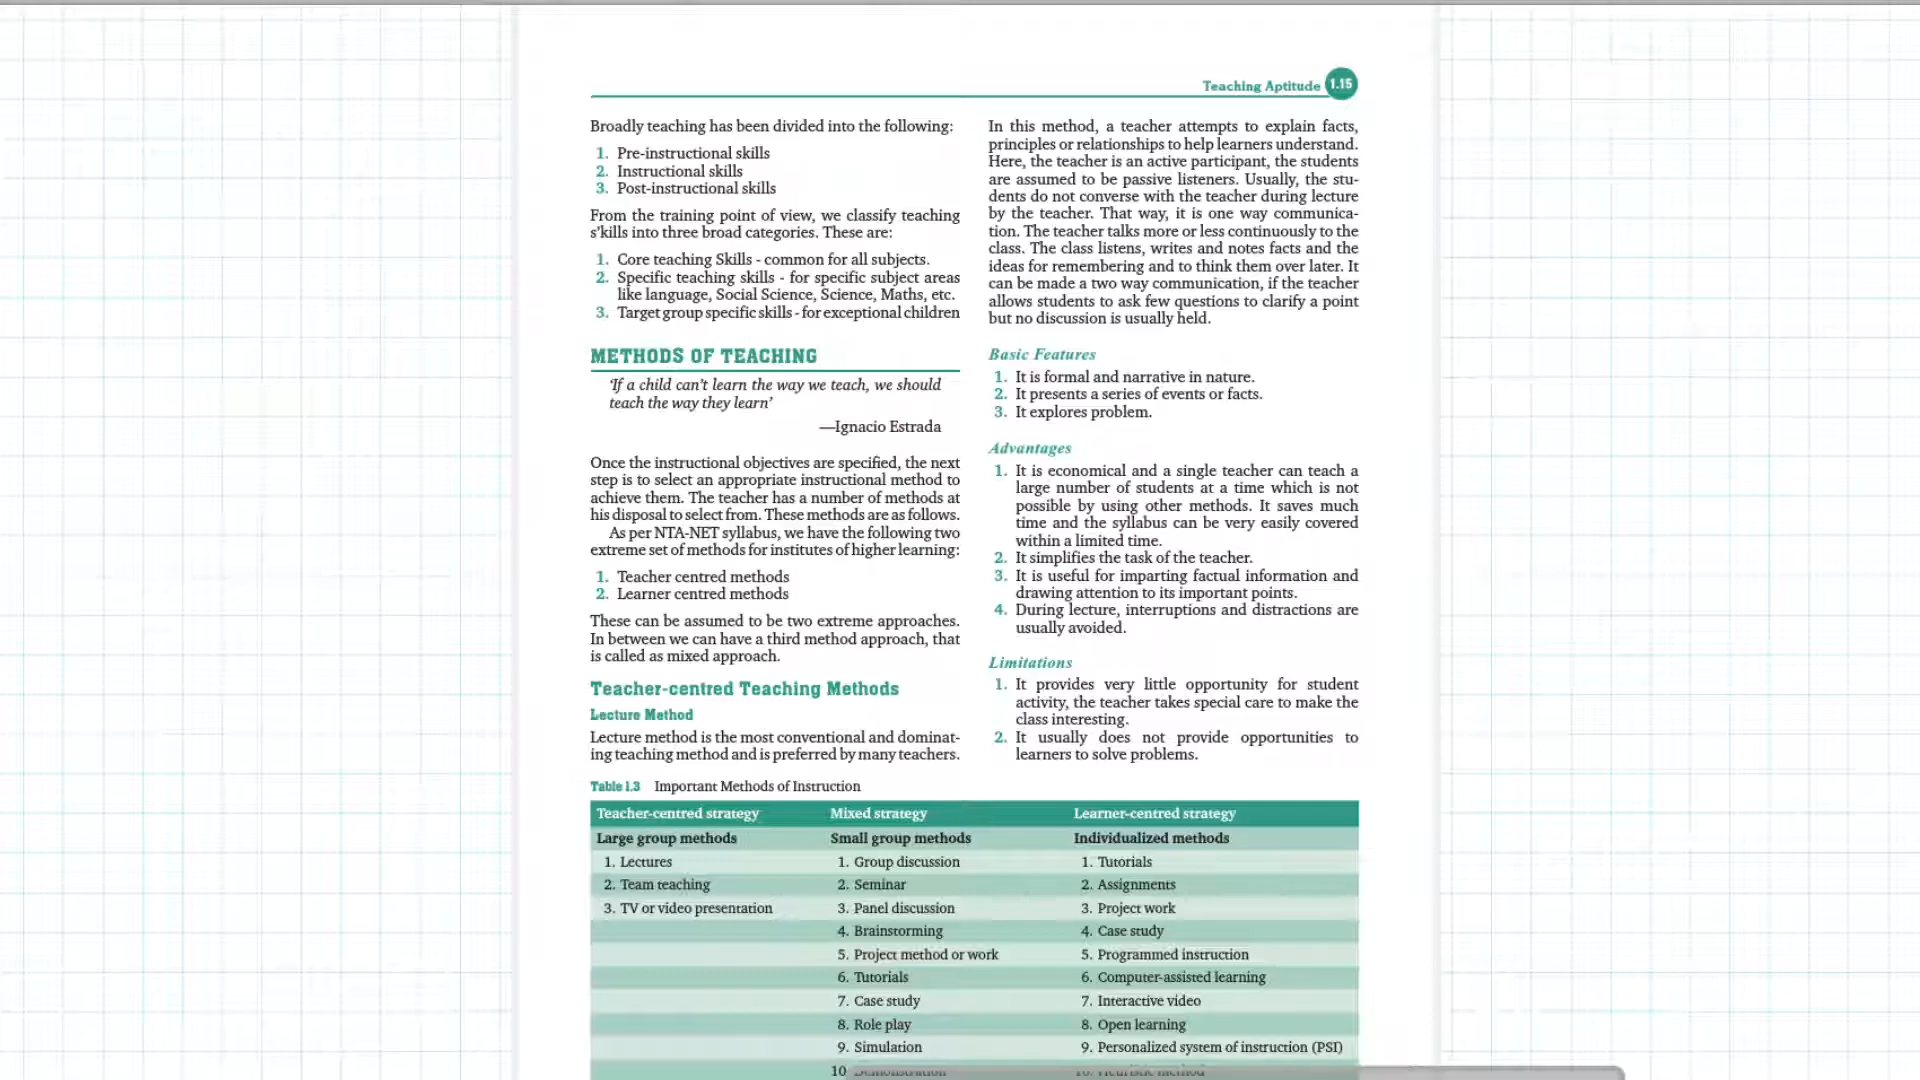 Teaching Aptitude 1.15
Broadly teaching has been divided into the following:
1. Pre-instructional skills
2. Instructional skills
3. Post-instructional skills
From the training point of view, we classify teaching
s'kills into three broad categories. These are:
1. Core teaching Skills - common for all subjects.
2. Specific teaching skills - for specific subject areas
like language, Social Science, Science, Maths, etc.
3. Target group specific skills - for exceptional children
METHODS OF TEACHING
'If a child can't learn the way we teach, we should
teach the way they learn'
—Ignacio Estrada
Once the instructional objectives are specified, the next
step is to select an appropriate instructional method to
achieve them. The teacher has a number of methods at
his disposal to select from. These methods are as follows.
As per NTA-NET syllabus, we have the following two
extreme set of methods for institutes of higher learning:
1. Teacher centred methods
2. Learner centred methods
These can be assumed to be two extreme approaches.
In between we can have a third method approach, that
is called as mixed approach.
Teacher-centred Teaching Methods
Lecture Method
Lecture method is the most conventional and dominat-
ing teaching method and is preferred by many teachers.
In this method, a teacher attempts to explain facts,
principles or relationships to help learners understand.
Here, the teacher is an active participant, the students
are assumed to be passive listeners. Usually, the stu-
dents do not converse with the teacher during lecture
by the teacher. That way, it is one way communica-
tion. The teacher talks more or less continuously to the
class. The class listens, writes and notes facts and the
ideas for remembering and to think them over later. It
can be made a two way communication, if the teacher
allows students to ask few questions to clarify a point
but no discussion is usually held.
Basic Features
1. It is formal and narrative in nature.
2. It presents a series of events or facts.
3. It explores problem.
Advantages
1. It is economical and a single teacher can teach a
large number of students at a time which is not
possible by using other methods. It saves much
time and the syllabus can be very easily covered
within a limited time.
2. It simplifies the task of the teacher.
3. It is useful for imparting factual information and
drawing attention to its important points.
4. During lecture, interruptions and distractions are
usually avoided.
Limitations
1. It provides very little opportunity for student
activity, the teacher takes special care to make the
class interesting.
2. It usually does not provide opportunities to
learners to solve problems.
Table 1.3 Important Methods of Instruction
Teacher-centred strategy Mixed strategy Learner-centred strategy
Large group methods Small group methods Individualized methods
1. Lectures 1. Group discussion 1. Tutorials
2. Team teaching 2. Seminar 2. Assignments
3. TV or video presentation 3. Panel discussion 3. Project work
4. Brainstorming 4. Case study
5. Project method or work 5. Programmed instruction
6. Tutorials 6. Computer-assisted learning
7. Case study 7. Interactive video
8. Role play 8. Open learning
9. Simulation 9. Personalized system of instruction (PSI)
10